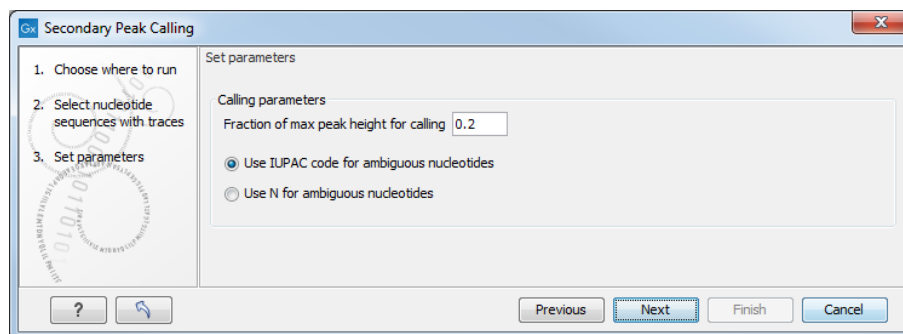 Gx Secondary Peak Calling
x
1. Choose where to run
2. Select nucleotide
sequences with traces
3. Set parameters
Set parameters
Calling parameters
Fraction of max peak height for calling 0.2
Use IUPAC code for ambiguous nucleotides
Use N for ambiguous nucleotides
? Previous Next Finish Cancel